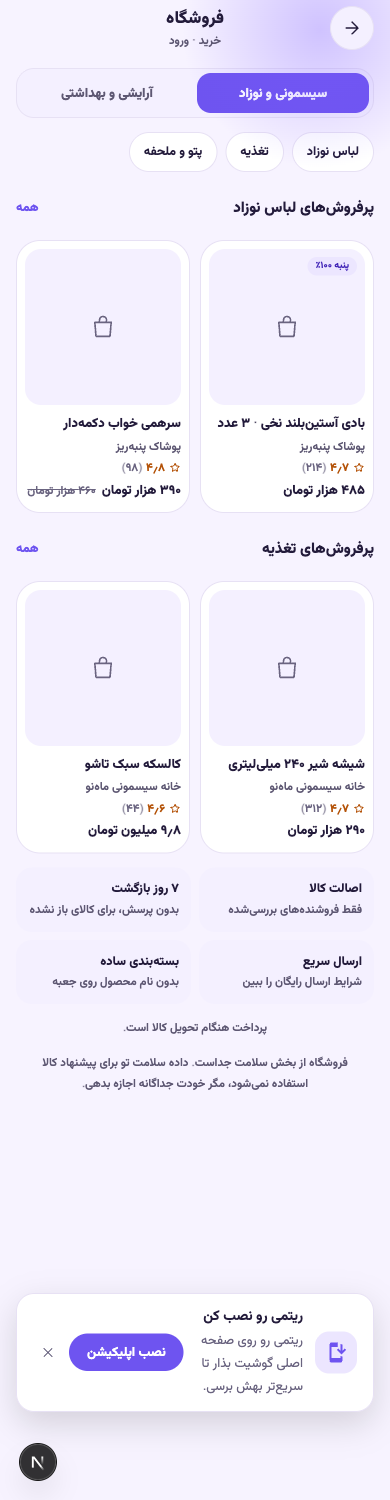 فروشگاه
خرید · ورود
سیسمونی و نوزاد
آرایشی و بهداشتی
لباس نوزاد
تغذیه
پتو و ملحفه
پرفروش‌های لباس نوزاد
همه
پنبه ۱۰۰٪
بادی آستین‌بلند نخی · ۳ عدد
پوشاک پنبه‌ریز
۴٫۷ (۲۱۴)
۴۸۵ هزار تومان
سرهمی خواب دکمه‌دار
پوشاک پنبه‌ریز
۴٫۸ (۹۸)
۳۹۰ هزار تومان ۴۶۰ هزار تومان
پرفروش‌های تغذیه
همه
شیشه شیر ۲۴۰ میلی‌لیتری
خانه سیسمونی ماه‌نو
۴٫۷ (۳۱۲)
۲۹۰ هزار تومان
کالسکه سبک تاشو
خانه سیسمونی ماه‌نو
۴٫۶ (۴۴)
۹٫۸ میلیون تومان
اصالت کالا
فقط فروشنده‌های بررسی‌شده
۷ روز بازگشت
بدون پرسش، برای کالای باز نشده
ارسال سریع
شرایط ارسال رایگان را ببین
بسته‌بندی ساده
بدون نام محصول روی جعبه
پرداخت هنگام تحویل کالا است.
فروشگاه از بخش سلامت جداست. داده سلامت تو برای پیشنهاد کالا
استفاده نمی‌شود، مگر خودت جداگانه اجازه بدهی.
ریتمی رو نصب کن
ریتمی رو روی صفحه
اصلی گوشیت بذار تا
سریع‌تر بهش برسی.
نصب اپلیکیشن
N